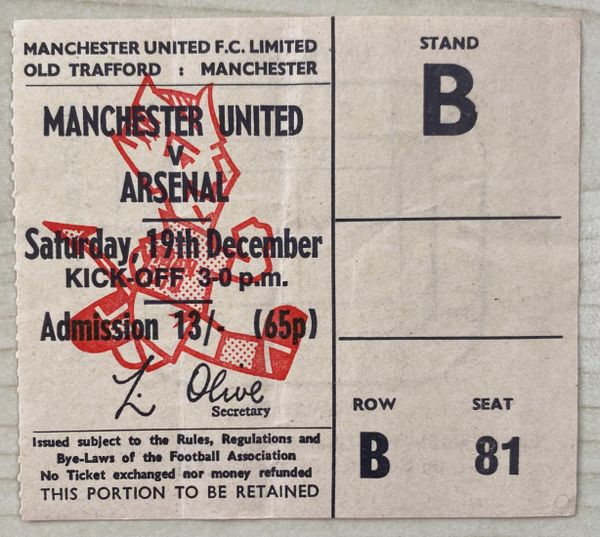 MANCHESTER UNITED F.C. LIMITED
OLD TRAFFORD : MANCHESTER
MANCHESTER UNITED
V
ARSENAL
Saturday, 19th December
KICK-OFF 3-0 p.m.
Admission 13/- (65p)
L. Olive
Secretary
Issued subject to the Rules, Regulations and
Bye-Laws of the Football Association
No Ticket exchanged nor money refunded
THIS PORTION TO BE RETAINED
STAND
B
ROW SEAT
B 81